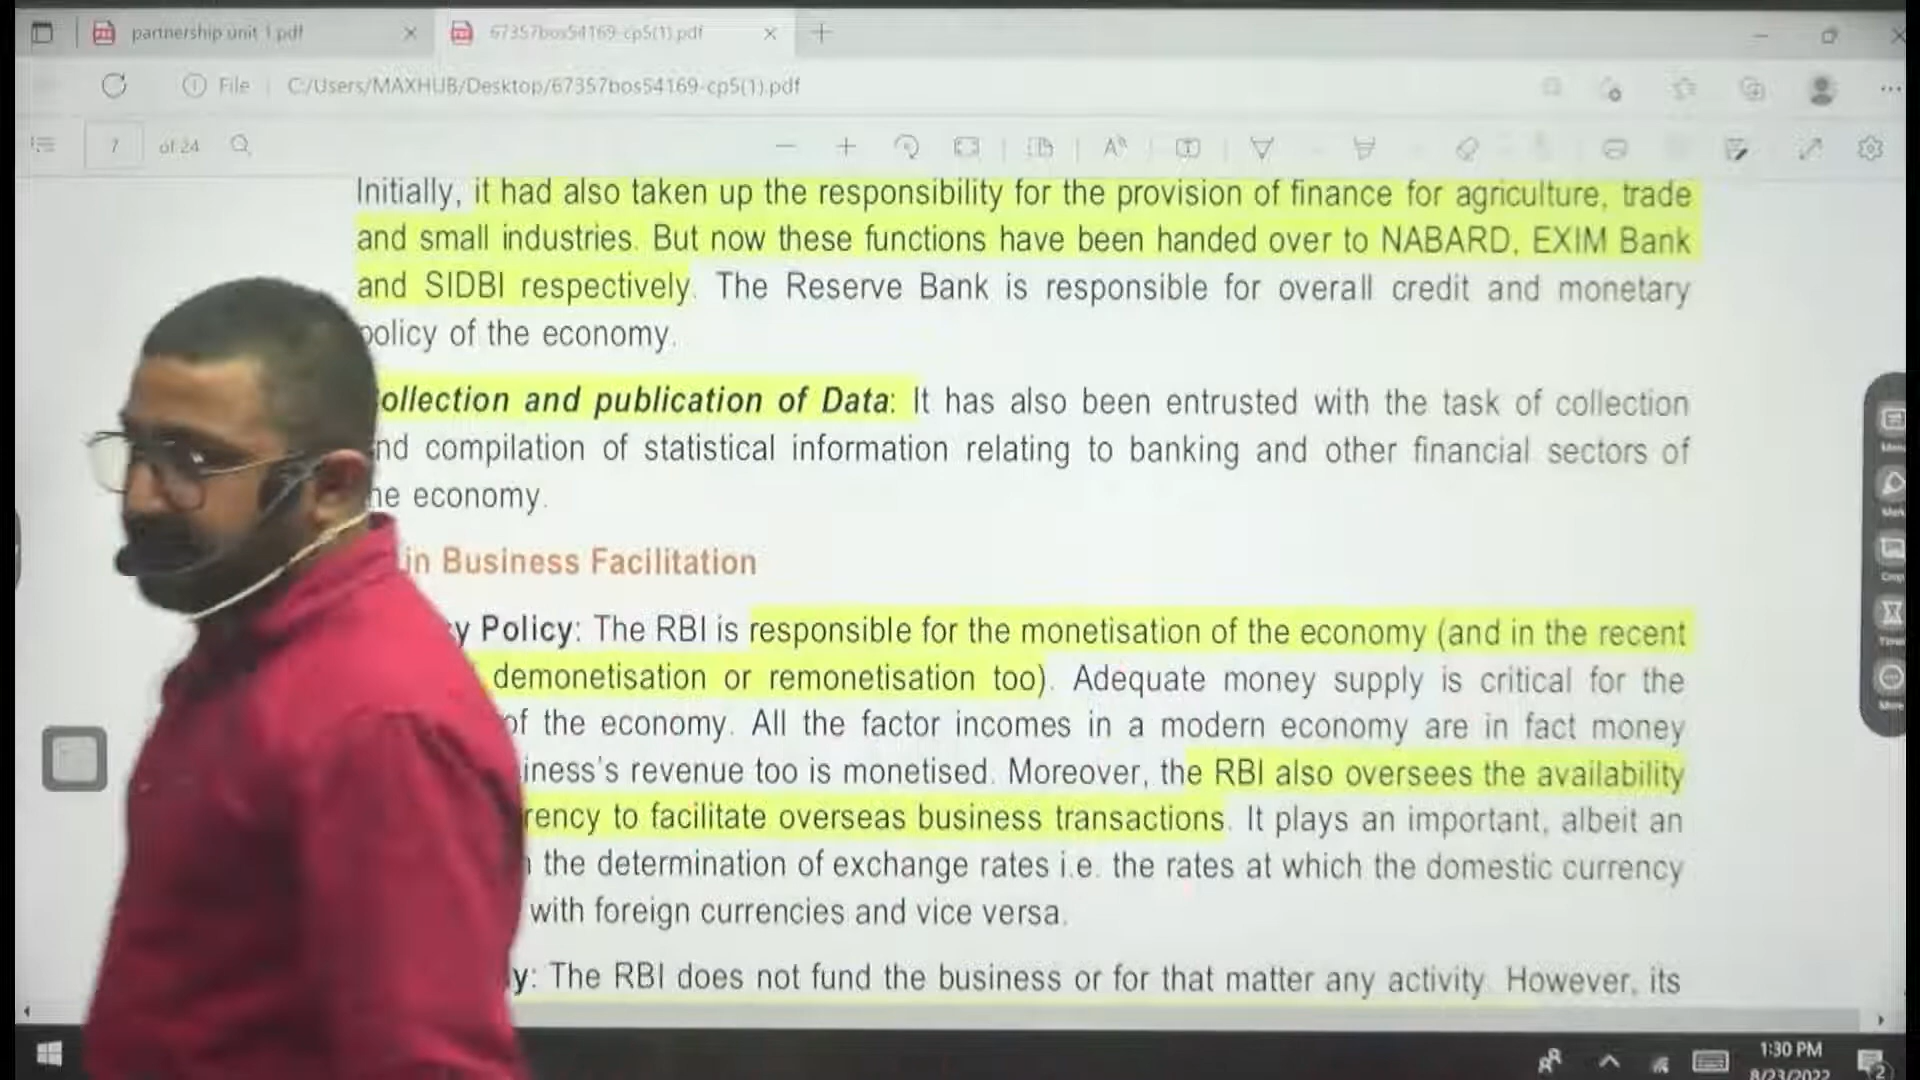 partnership unit 1.pdf
67357bos54169-cp5(1).pdf
File
C:/Users/MAXHUB/Desktop/67357bos54169-cp5(1).pdf
7 of 24
Initially, it had also taken up the responsibility for the provision of finance for agriculture, trade
and small industries. But now these functions have been handed over to NABARD, EXIM Bank
and SIDBI respectively. The Reserve Bank is responsible for overall credit and monetary
policy of the economy.
ollection and publication of Data: It has also been entrusted with the task of collection
nd compilation of statistical information relating to banking and other financial sectors of
he economy.
in Business Facilitation
y Policy: The RBI is responsible for the monetisation of the economy (and in the recent
demonetisation or remonetisation too). Adequate money supply is critical for the
of the economy. All the factor incomes in a modern economy are in fact money
iness's revenue too is monetised. Moreover, the RBI also oversees the availability
rency to facilitate overseas business transactions. It plays an important, albeit an
the determination of exchange rates i.e. the rates at which the domestic currency
with foreign currencies and vice versa.
y: The RBI does not fund the business or for that matter any activity. However, its
1:30 PM
8/23/2022
2